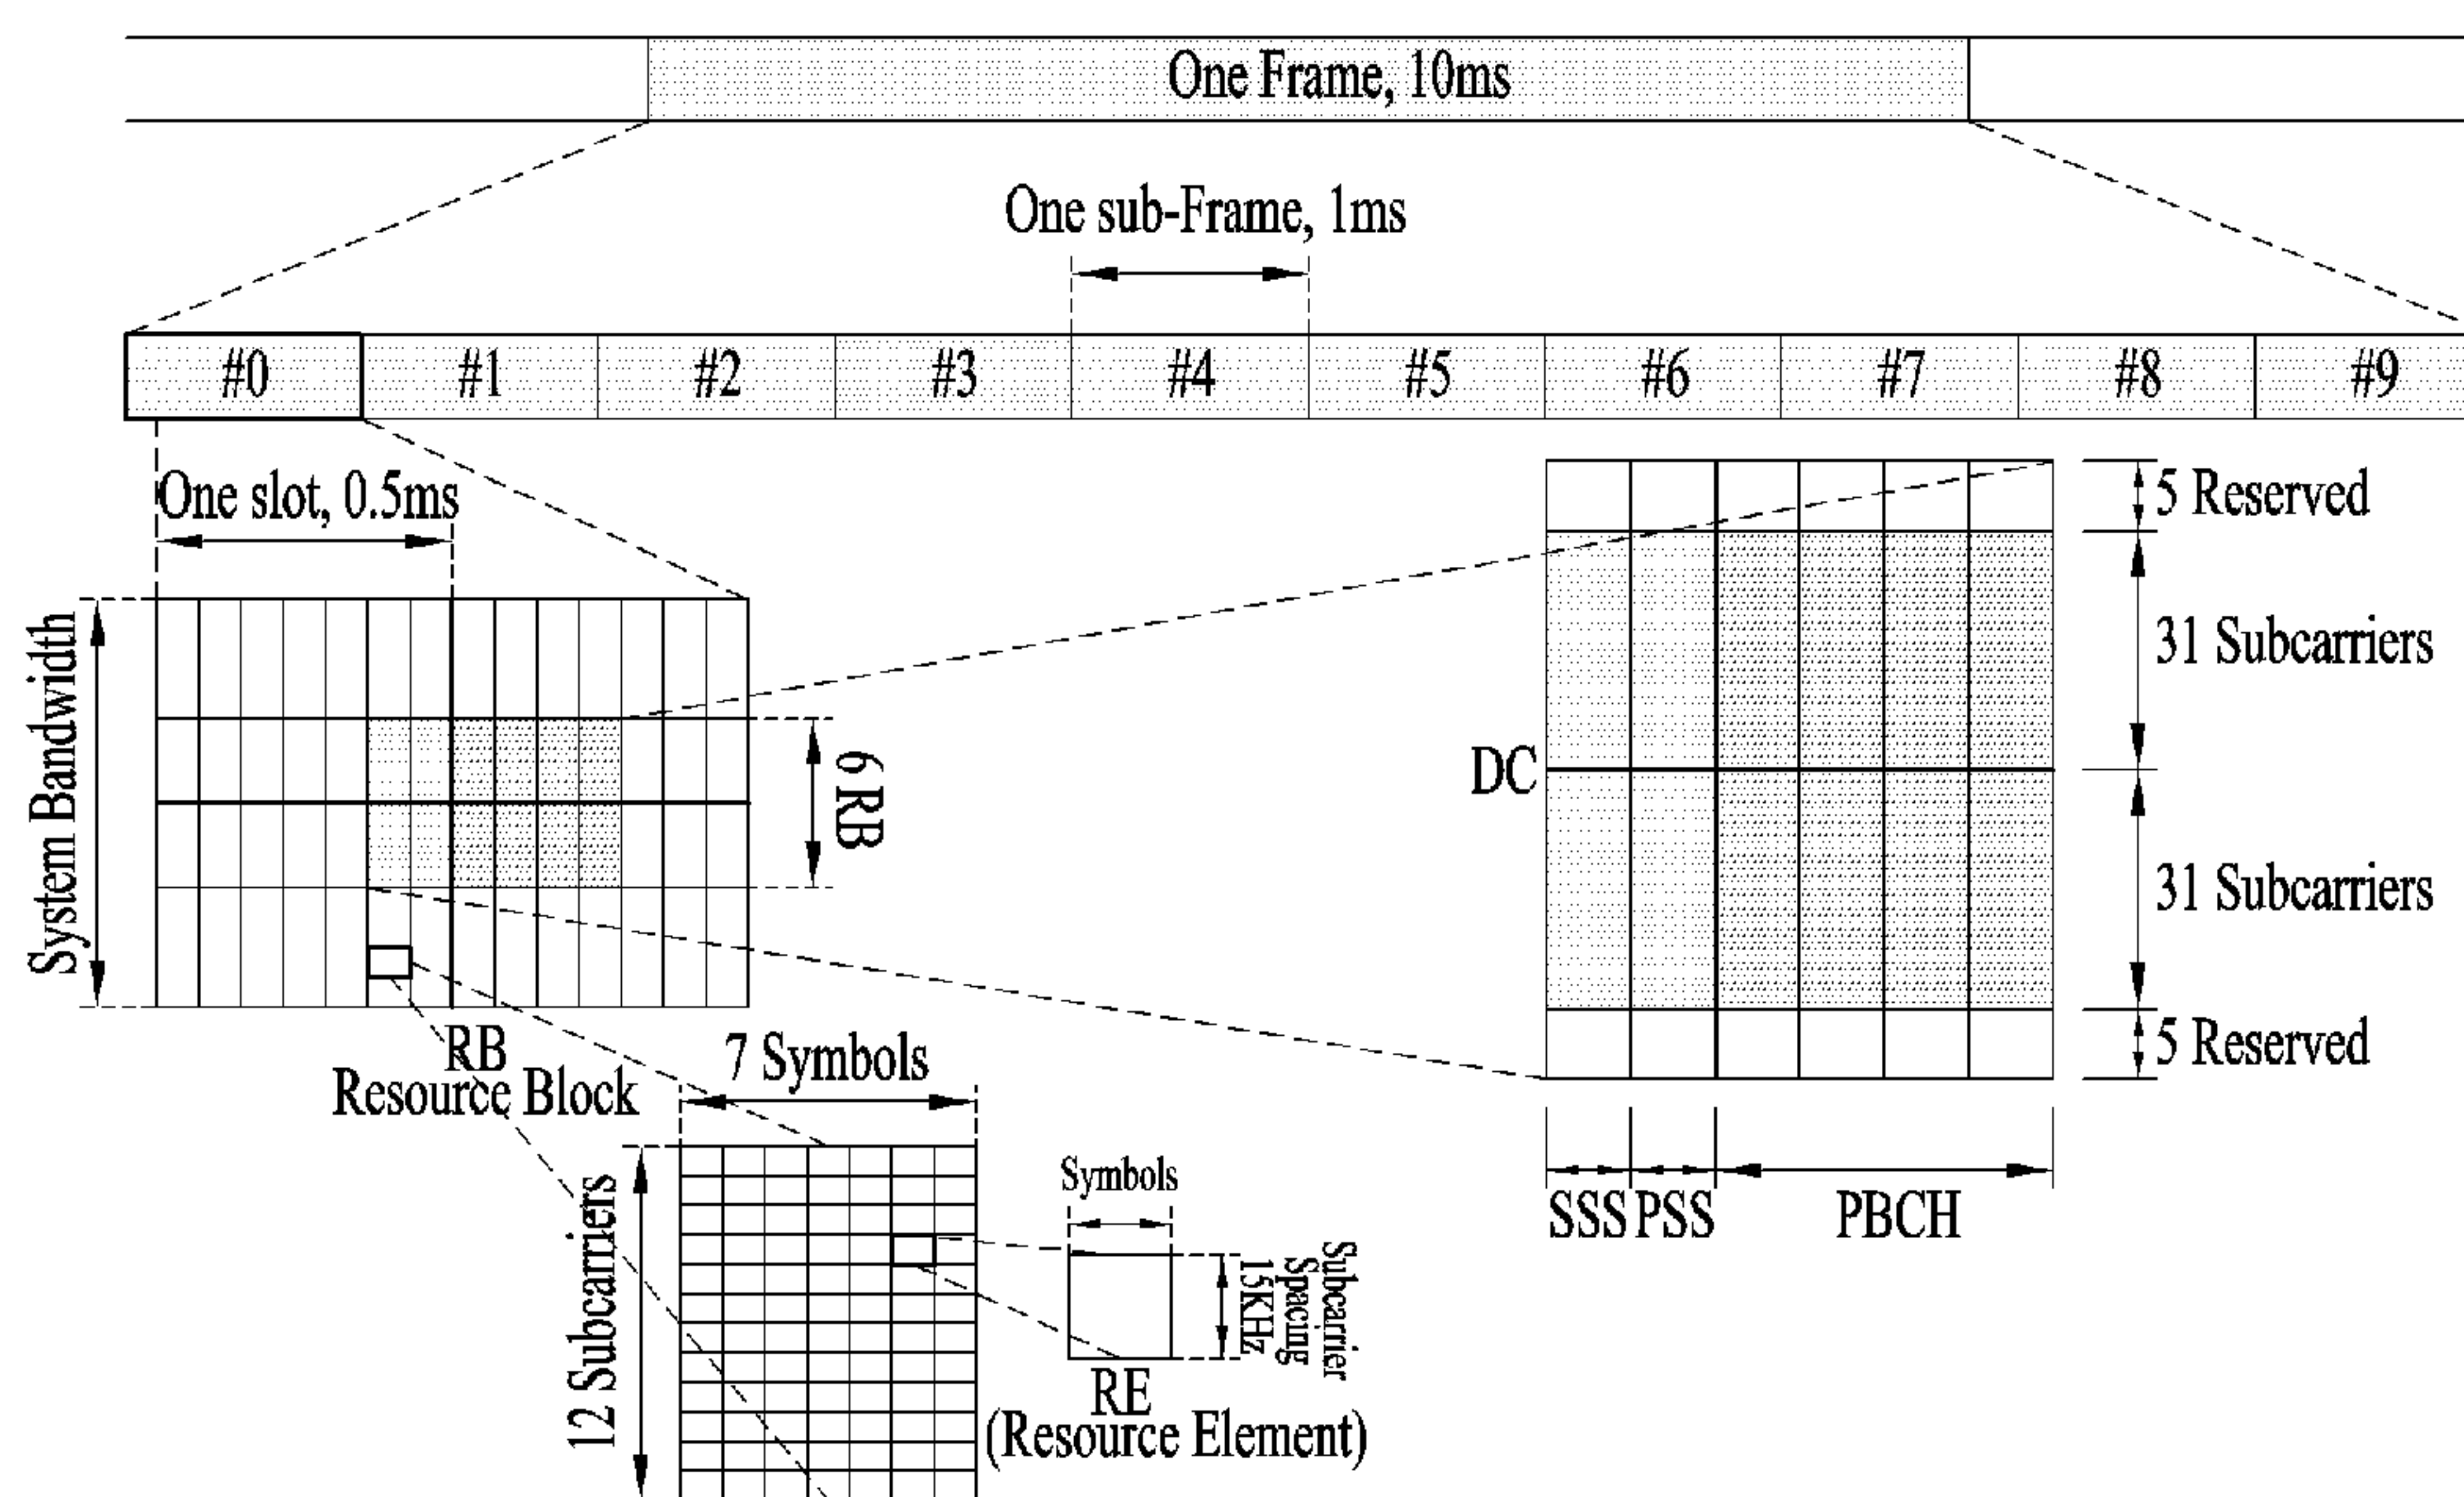 One Frame, 10ms
One sub-Frame, 1ms
#0 #1 #2 #3 #4 #5 #6 #7 #8 #9
One slot, 0.5ms
System Bandwidth
6 RB
5 Reserved
31 Subcarriers
DC
31 Subcarriers
5 Reserved
SSS PSS PBCH
RB
Resource Block
7 Symbols
12 Subcarriers
Symbols
Subcarrier
Spacing
15KHz
RE
(Resource Element)